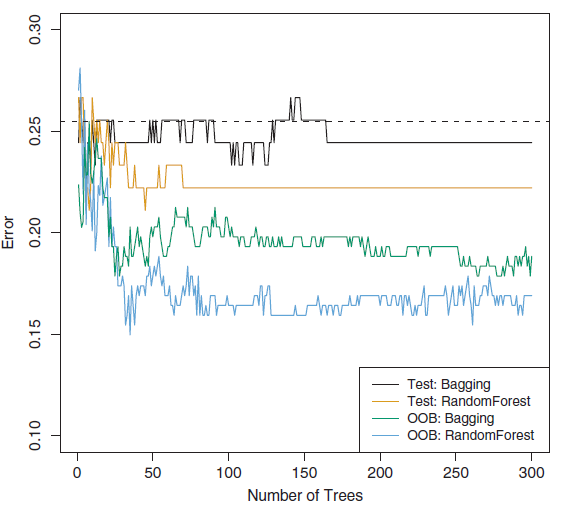 0.30
0.25
0.20
0.15
0.10
Error
0 50 100 150 200 250 300
Number of Trees
Test: Bagging
Test: RandomForest
OOB: Bagging
OOB: RandomForest